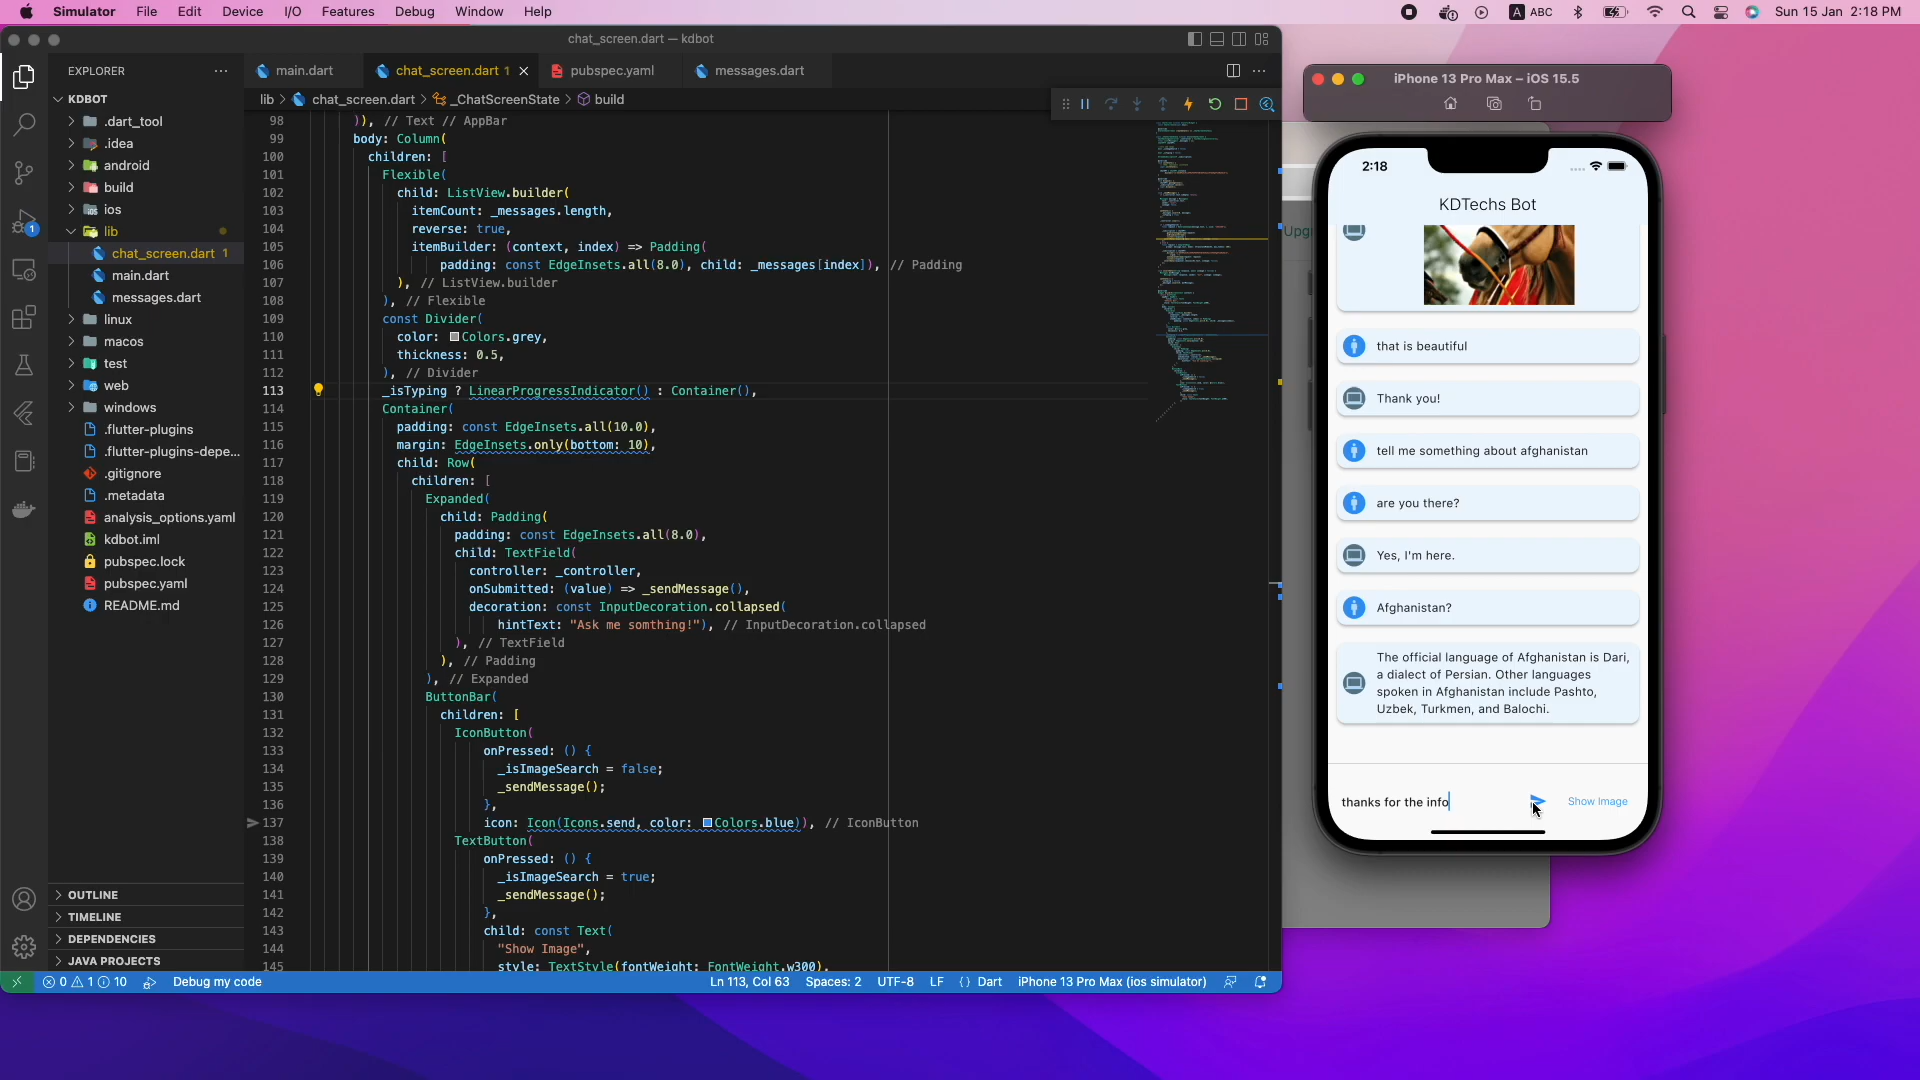 Simulator File Edit Device I/O Features Debug Window Help
A ABC Sun 15 Jan 2:18 PM
chat_screen.dart — kdbot
EXPLORER
main.dart
chat_screen.dart 1
pubspec.yaml
messages.dart
KDBOT
.dart_tool
.idea
android
build
ios
lib
chat_screen.dart 1
main.dart
messages.dart
linux
macos
test
web
windows
.flutter-plugins
.flutter-plugins-depe...
.gitignore
.metadata
analysis_options.yaml
kdbot.iml
pubspec.lock
pubspec.yaml
README.md
OUTLINE
TIMELINE
DEPENDENCIES
JAVA PROJECTS
1
lib > chat_screen.dart > _ChatScreenState > build
98 )), // Text // AppBar
99 body: Column(
100 children: [
101 Flexible(
102 child: ListView.builder(
103 itemCount: _messages.length,
104 reverse: true,
105 itemBuilder: (context, index) => Padding(
106 padding: const EdgeInsets.all(8.0), child: _messages[index]), // Padding
107 ), // ListView.builder
108 ), // Flexible
109 const Divider(
110 color: Colors.grey,
111 thickness: 0.5,
112 ), // Divider
113 _isTyping ? LinearProgressIndicator() : Container(),
114 Container(
115 padding: const EdgeInsets.all(10.0),
116 margin: EdgeInsets.only(bottom: 10),
117 child: Row(
118 children: [
119 Expanded(
120 child: Padding(
121 padding: const EdgeInsets.all(8.0),
122 child: TextField(
123 controller: _controller,
124 onSubmitted: (value) => _sendMessage(),
125 decoration: const InputDecoration.collapsed(
126 hintText: "Ask me somthing!"), // InputDecoration.collapsed
127 ), // TextField
128 ), // Padding
129 ), // Expanded
130 ButtonBar(
131 children: [
132 IconButton(
133 onPressed: () {
134 _isImageSearch = false;
135 _sendMessage();
136 },
137 icon: Icon(Icons.send, color: Colors.blue)), // IconButton
138 TextButton(
139 onPressed: () {
140 _isImageSearch = true;
141 _sendMessage();
142 },
143 child: const Text(
144 "Show Image",
145 style: TextStyle(fontWeight: FontWeight.w300),
0 1 10 Debug my code Ln 113, Col 63 Spaces: 2 UTF-8 LF {} Dart iPhone 13 Pro Max (ios simulator)
Upgr
iPhone 13 Pro Max – iOS 15.5
2:18
KDTechs Bot
that is beautiful
Thank you!
tell me something about afghanistan
are you there?
Yes, I'm here.
Afghanistan?
The official language of Afghanistan is Dari,
a dialect of Persian. Other languages
spoken in Afghanistan include Pashto,
Uzbek, Turkmen, and Balochi.
thanks for the info
Show Image